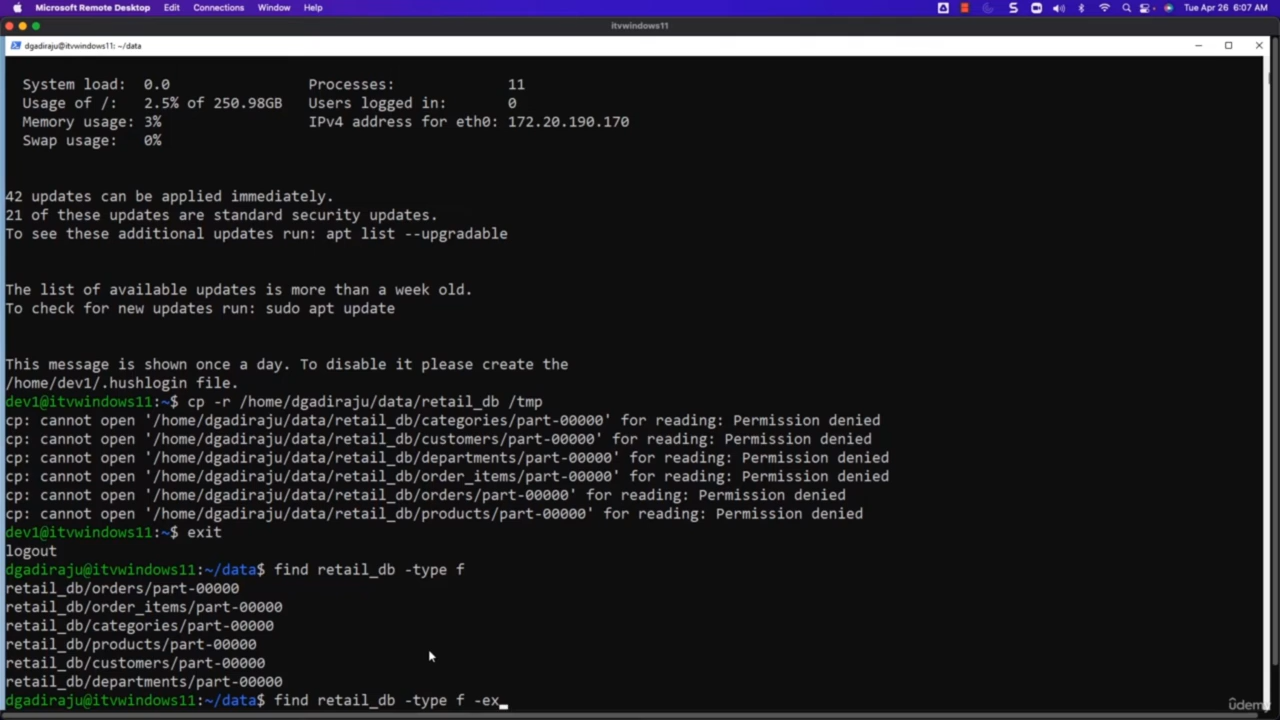 Microsoft Remote Desktop Edit Connections Window Help Tue Apr 26 6:07 AM
itvwindows11
dgadiraju@itvwindows11: ~/data
System load: 0.0 Processes: 11
Usage of /: 2.5% of 250.98GB Users logged in: 0
Memory usage: 3% IPv4 address for eth0: 172.20.190.170
Swap usage: 0%
42 updates can be applied immediately.
21 of these updates are standard security updates.
To see these additional updates run: apt list --upgradable
The list of available updates is more than a week old.
To check for new updates run: sudo apt update
This message is shown once a day. To disable it please create the
/home/dev1/.hushlogin file.
dev1@itvwindows11:~$ cp -r /home/dgadiraju/data/retail_db /tmp
cp: cannot open '/home/dgadiraju/data/retail_db/categories/part-00000' for reading: Permission denied
cp: cannot open '/home/dgadiraju/data/retail_db/customers/part-00000' for reading: Permission denied
cp: cannot open '/home/dgadiraju/data/retail_db/departments/part-00000' for reading: Permission denied
cp: cannot open '/home/dgadiraju/data/retail_db/order_items/part-00000' for reading: Permission denied
cp: cannot open '/home/dgadiraju/data/retail_db/orders/part-00000' for reading: Permission denied
cp: cannot open '/home/dgadiraju/data/retail_db/products/part-00000' for reading: Permission denied
dev1@itvwindows11:~$ exit
logout
dgadiraju@itvwindows11:~/data$ find retail_db -type f
retail_db/orders/part-00000
retail_db/order_items/part-00000
retail_db/categories/part-00000
retail_db/products/part-00000
retail_db/customers/part-00000
retail_db/departments/part-00000
dgadiraju@itvwindows11:~/data$ find retail_db -type f -ex
ûdemy